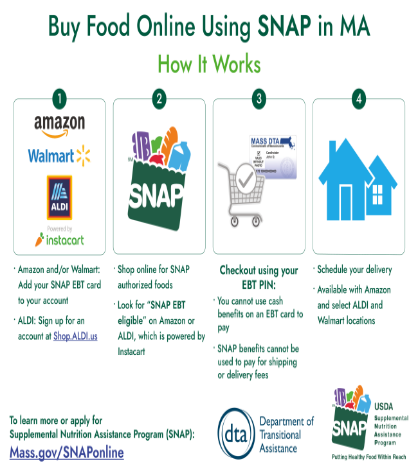 Buy Food Online Using SNAP in MA
How It Works
1
2
3
4
amazon
Walmart
ALDI
Powered by
instacart
SNAP
MASS DTA
· Amazon and/or Walmart:
Add your SNAP EBT card
to your account
· ALDI: Sign up for an
account at Shop.ALDI.us
· Shop online for SNAP
authorized foods
· Look for “SNAP EBT
eligible” on Amazon or
ALDI, which is powered by
Instacart
Checkout using your
EBT PIN:
· You cannot use cash
benefits on an EBT card to
pay
· SNAP benefits cannot be
used to pay for shipping
or delivery fees
· Schedule your delivery
· Available with Amazon
and select ALDI and
Walmart locations
To learn more or apply for
Supplemental Nutrition Assistance Program (SNAP):
Mass.gov/SNAPonline
dta
Department of
Transitional
Assistance
SNAP
USDA
Supplemental
Nutrition
Assistance
Program
Putting Healthy Food Within Reach